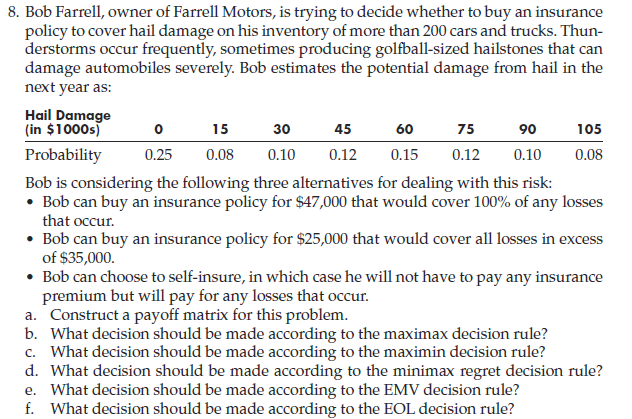 8. Bob Farrell, owner of Farrell Motors, is trying to decide whether to buy an insurance
policy to cover hail damage on his inventory of more than 200 cars and trucks. Thun-
derstorms occur frequently, sometimes producing golfball-sized hailstones that can
damage automobiles severely. Bob estimates the potential damage from hail in the
next year as:
Hail Damage
(in $1000s) 0 15 30 45 60 75 90 105
Probability 0.25 0.08 0.10 0.12 0.15 0.12 0.10 0.08
Bob is considering the following three alternatives for dealing with this risk:
• Bob can buy an insurance policy for $47,000 that would cover 100% of any losses
that occur.
• Bob can buy an insurance policy for $25,000 that would cover all losses in excess
of $35,000.
• Bob can choose to self-insure, in which case he will not have to pay any insurance
premium but will pay for any losses that occur.
a. Construct a payoff matrix for this problem.
b. What decision should be made according to the maximax decision rule?
c. What decision should be made according to the maximin decision rule?
d. What decision should be made according to the minimax regret decision rule?
e. What decision should be made according to the EMV decision rule?
f. What decision should be made according to the EOL decision rule?